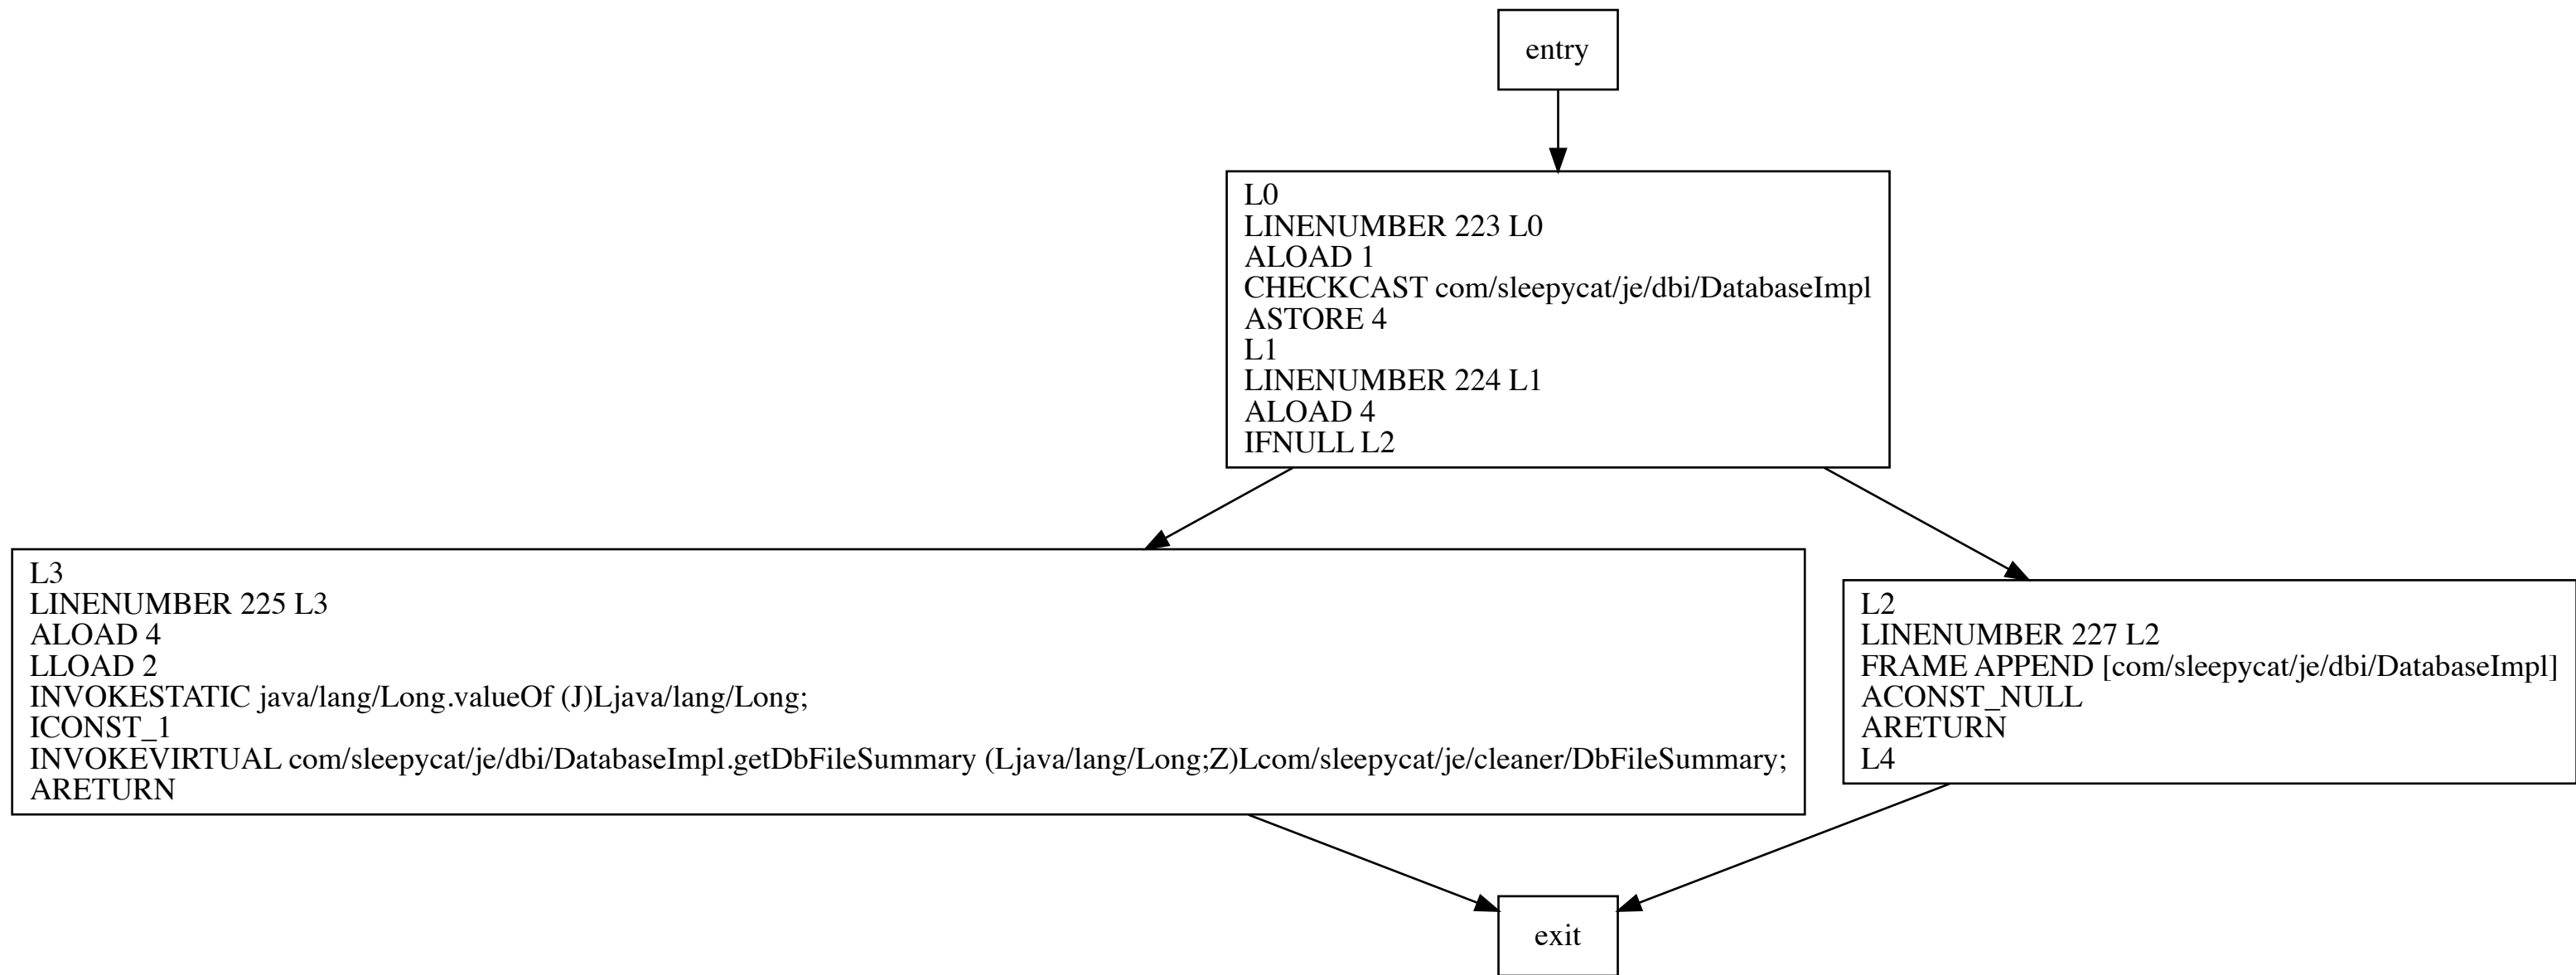 entry
L0
LINENUMBER 223 L0
ALOAD 1
CHECKCAST com/sleepycat/je/dbi/DatabaseImpl
ASTORE 4
L1
LINENUMBER 224 L1
ALOAD 4
IFNULL L2
L3
LINENUMBER 225 L3
ALOAD 4
LLOAD 2
INVOKESTATIC java/lang/Long.valueOf (J)Ljava/lang/Long;
ICONST_1
INVOKEVIRTUAL com/sleepycat/je/dbi/DatabaseImpl.getDbFileSummary (Ljava/lang/Long;Z)Lcom/sleepycat/je/cleaner/DbFileSummary;
ARETURN
L2
LINENUMBER 227 L2
FRAME APPEND [com/sleepycat/je/dbi/DatabaseImpl]
ACONST_NULL
ARETURN
L4
exit